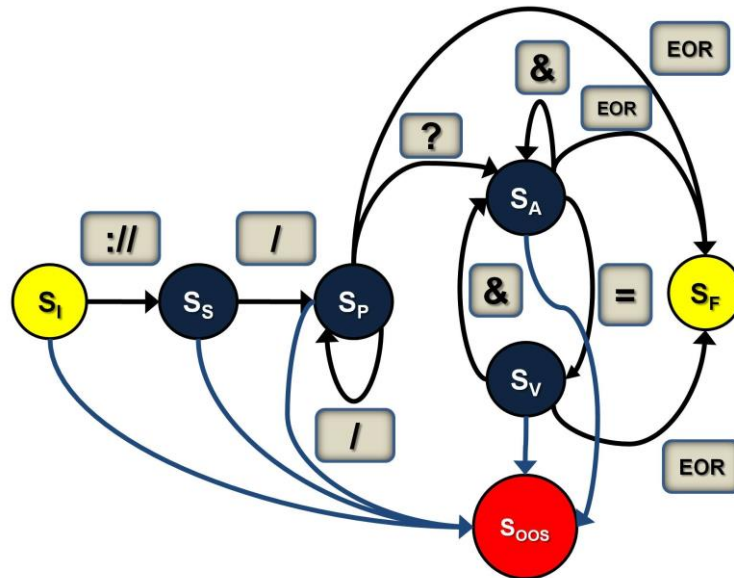 &
EOR
EOR
?
S_A
://
/
S_I
S_S
S_P
&
=
S_F
S_V
/
EOR
S_OOS